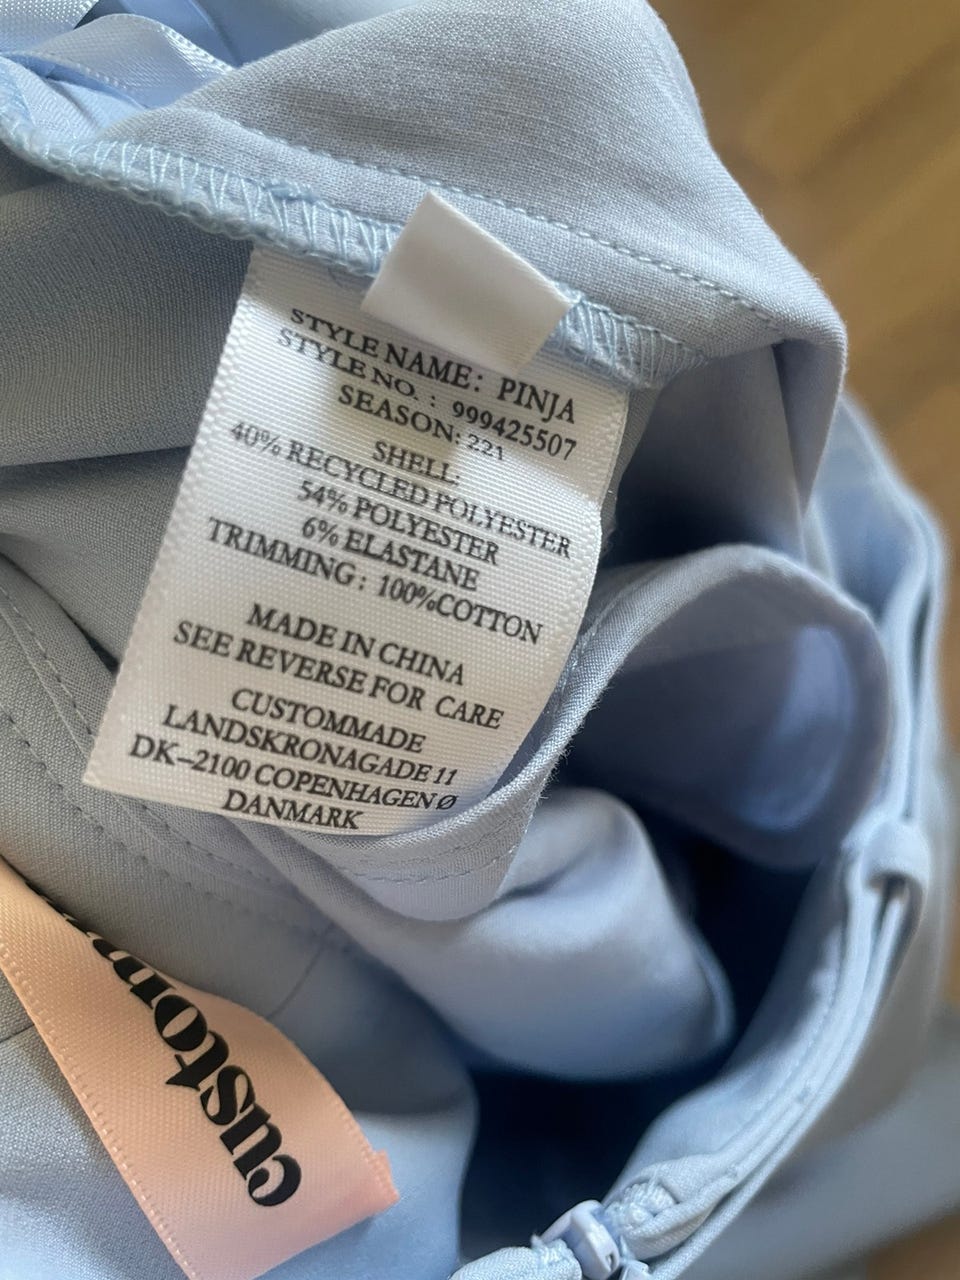 STYLE NAME: PINJA
STYLE NO. : 999425507
SEASON: 221
SHELL:
40% RECYCLED POLYESTER
54% POLYESTER
6% ELASTANE
TRIMMING: 100%COTTON
MADE IN CHINA
SEE REVERSE FOR CARE
CUSTOMMADE
LANDSKRONAGADE 11
DK-2100 COPENHAGEN Ø
DANMARK
custom